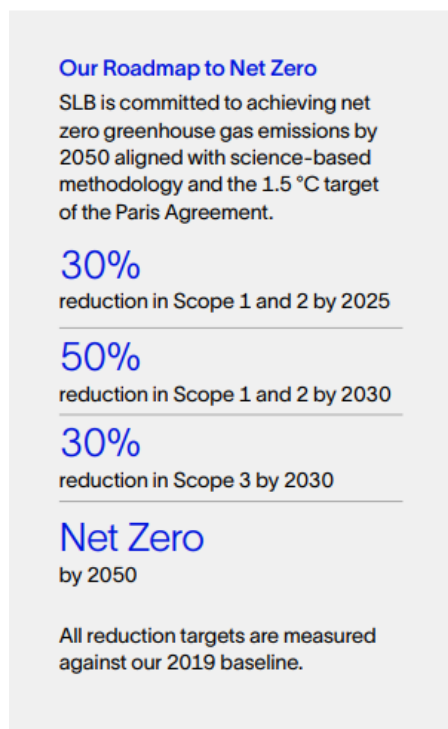 Our Roadmap to Net Zero
SLB is committed to achieving net
zero greenhouse gas emissions by
2050 aligned with science-based
methodology and the 1.5 °C target
of the Paris Agreement.
30%
reduction in Scope 1 and 2 by 2025
50%
reduction in Scope 1 and 2 by 2030
30%
reduction in Scope 3 by 2030
Net Zero
by 2050
All reduction targets are measured
against our 2019 baseline.